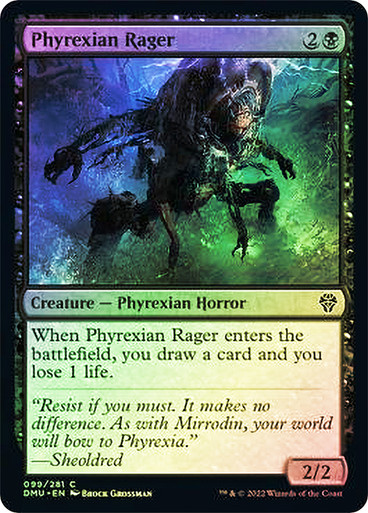 Phyrexian Rager 2
Creature — Phyrexian Horror
When Phyrexian Rager enters the
battlefield, you draw a card and you
lose 1 life.
“Resist if you must. It makes no
difference. As with Mirrodin, your world
will bow to Phyrexia.”
—Sheoldred
2/2
099/281 C
DMU • EN Brock Grossman ™ & © 2022 Wizards of the Coast